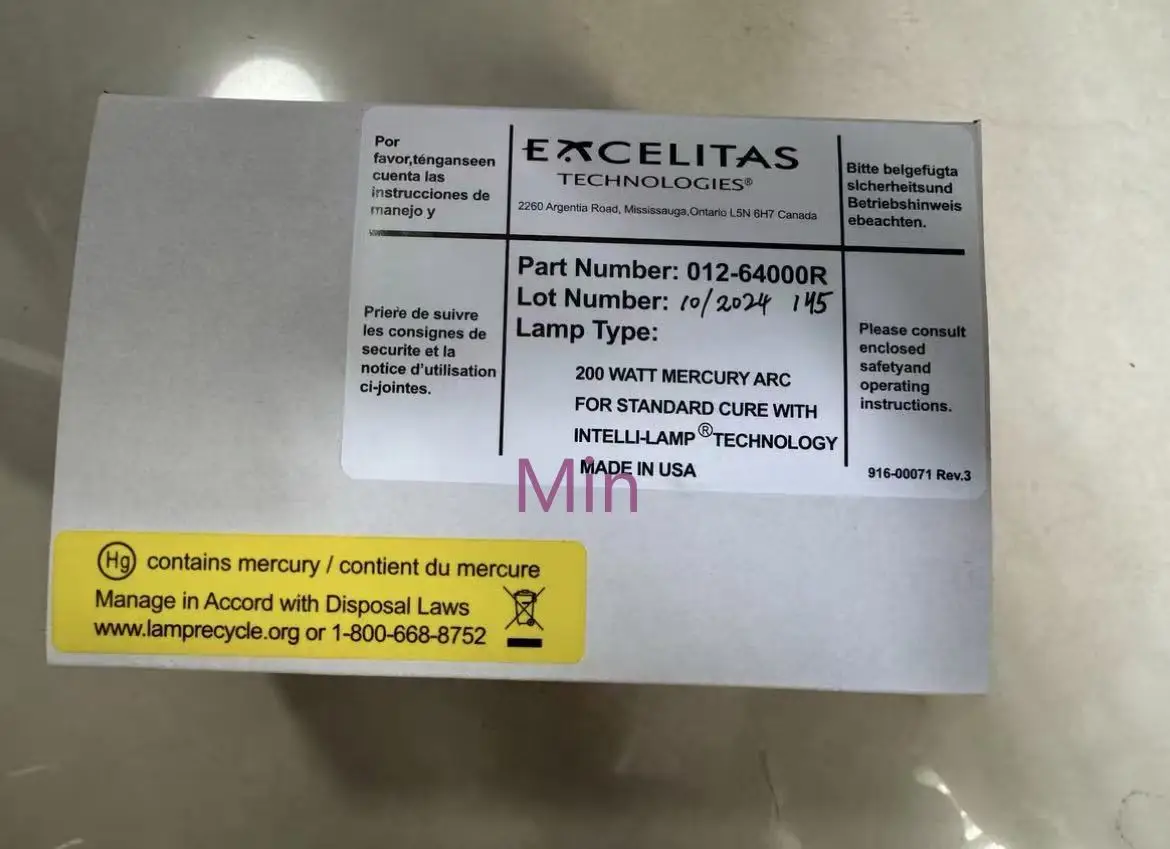 Por
favor,ténganseen
cuenta las
instrucciones de
manejo y
EXCELITAS
TECHNOLOGIES®
2260 Argentia Road, Mississauga,Ontario L5N 6H7 Canada
Bitte belgefügta
slcherheitsund
Betriebshinweis
ebeachten.
Prieře de suivre
les consignes de
securite et la
notice d'utilisation
ci-jointes.
Part Number: 012-64000R
Lot Number: 10/2024 145
Lamp Type:
200 WATT MERCURY ARC
FOR STANDARD CURE WITH
INTELLI-LAMP ® TECHNOLOGY
MADE IN USA
Please consult
enclosed
safetyand
operating
instructions.
916-00071 Rev.3
Min
Hg contains mercury / contient du mercure
Manage in Accord with Disposal Laws
www.lamprecycle.org or 1-800-668-8752